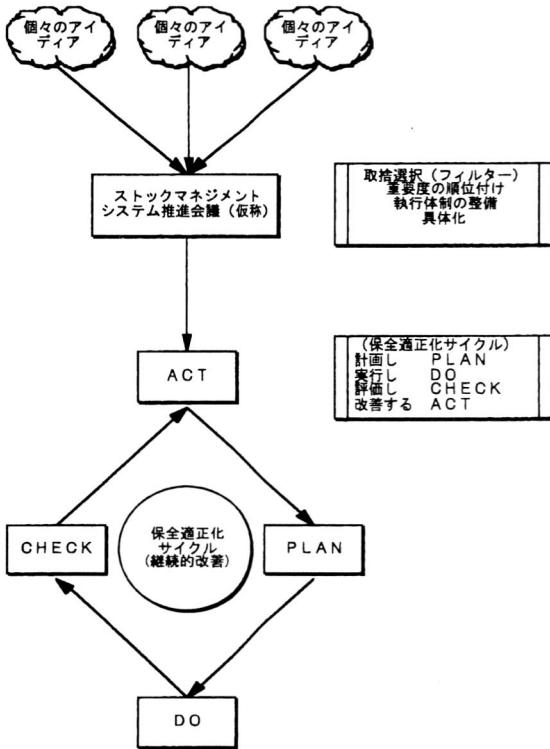 個々のアイ
ディア
個々のアイ
ディア
個々のアイ
ディア
ストックマネジメント
システム推進会議（仮称）
取捨選択（フィルター）
重要度の順位付け
執行体制の整備
具体化
ＡＣＴ
（保全適正化サイクル）
計画し　ＰＬＡＮ
実行し　ＤＯ
評価し　ＣＨＥＣＫ
改善する　ＡＣＴ
ＣＨＥＣＫ
保全適正化
サイクル
(継続的改善)
ＰＬＡＮ
ＤＯ